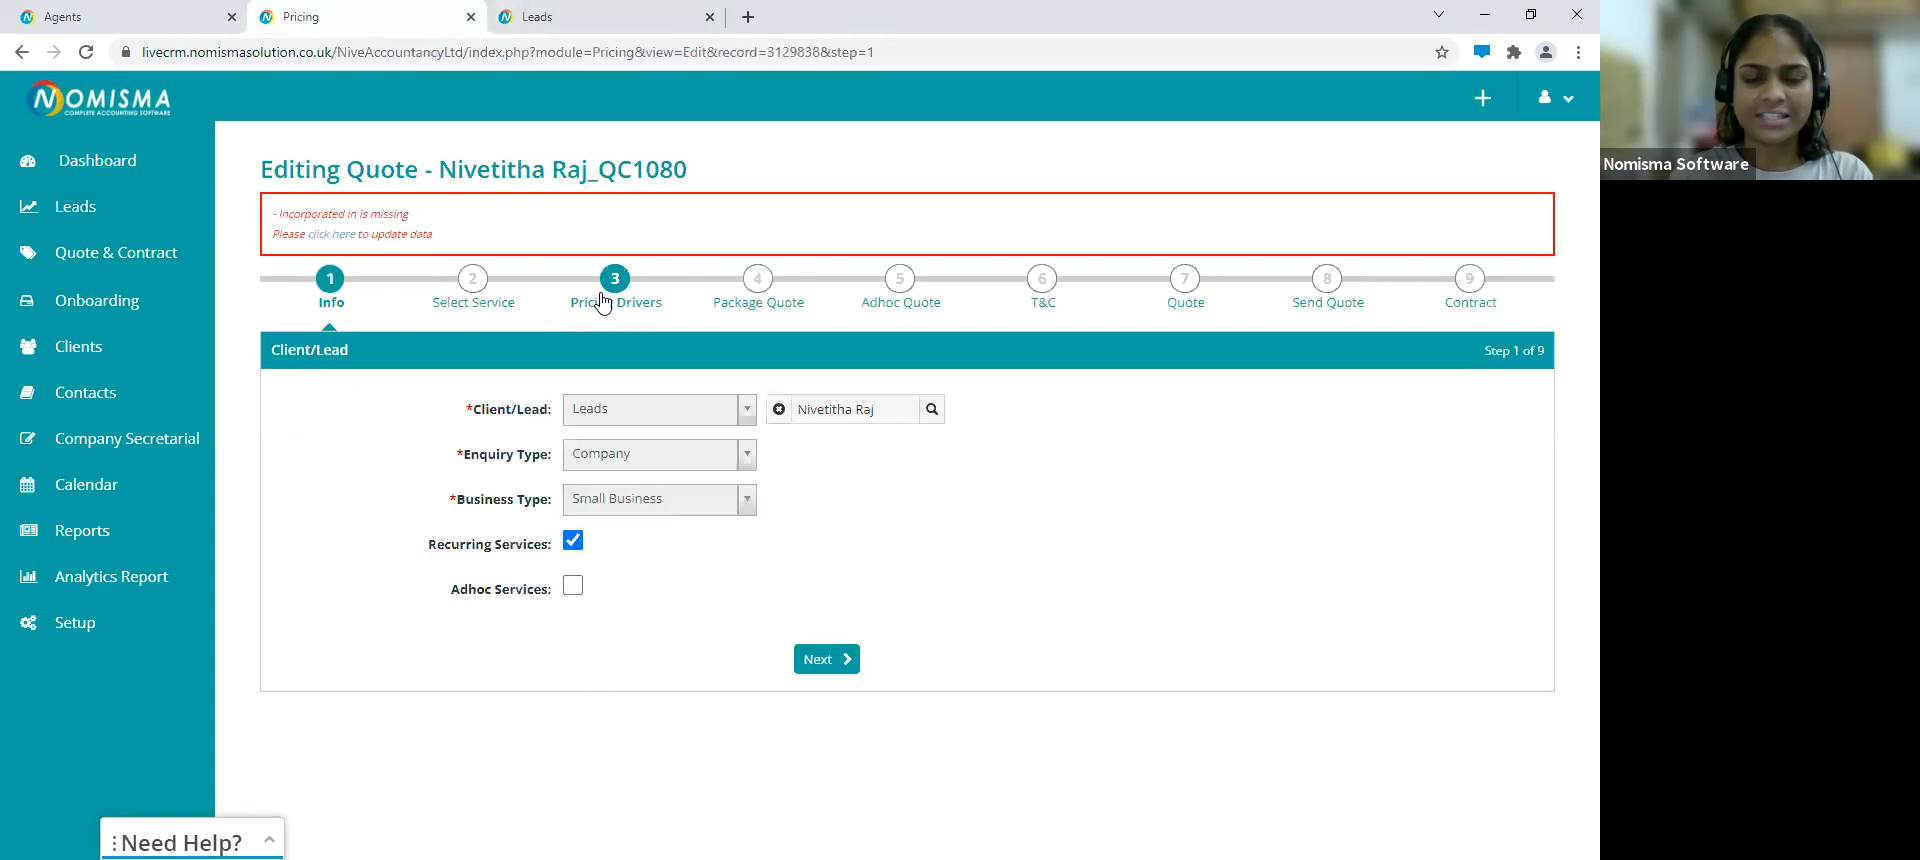 Agents
Pricing
Leads
livecrm.nomismasolution.co.uk/NiveAccountancyLtd/index.php?module=Pricing&view=Edit&record=3129838&step=1
NOMISMA
COMPLETE ACCOUNTING SOFTWARE
Dashboard
Leads
Quote & Contract
Onboarding
Clients
Contacts
Company Secretarial
Calendar
Reports
Analytics Report
Setup
Need Help?
Editing Quote - Nivetitha Raj_QC1080
- Incorporated in is missing
Please click here to update data
1 2 3 4 5 6 7 8 9
Info Select Service Pricing Drivers Package Quote Adhoc Quote T&C Quote Send Quote Contract
Client/Lead Step 1 of 9
*Client/Lead: Leads Nivetitha Raj
*Enquiry Type: Company
*Business Type: Small Business
Recurring Services:
Adhoc Services:
Next
Nomisma Software